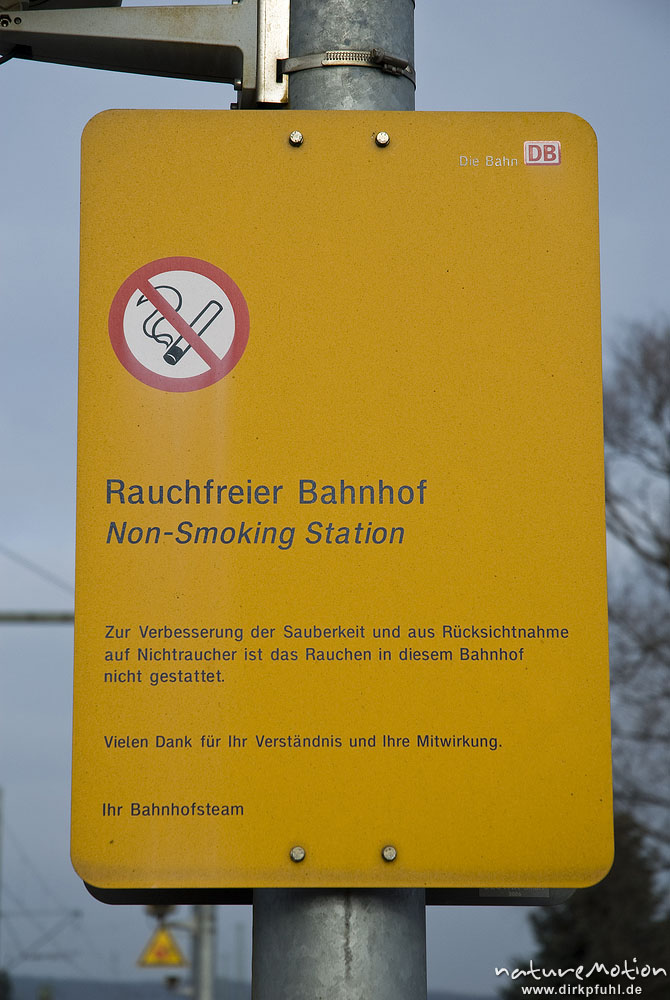 Die Bahn DB
Rauchfreier Bahnhof
Non-Smoking Station
Zur Verbesserung der Sauberkeit und aus Rücksichtnahme
auf Nichtraucher ist das Rauchen in diesem Bahnhof
nicht gestattet.
Vielen Dank für Ihr Verständnis und Ihre Mitwirkung.
Ihr Bahnhofsteam
natureMotion
www.dirkpfuhl.de